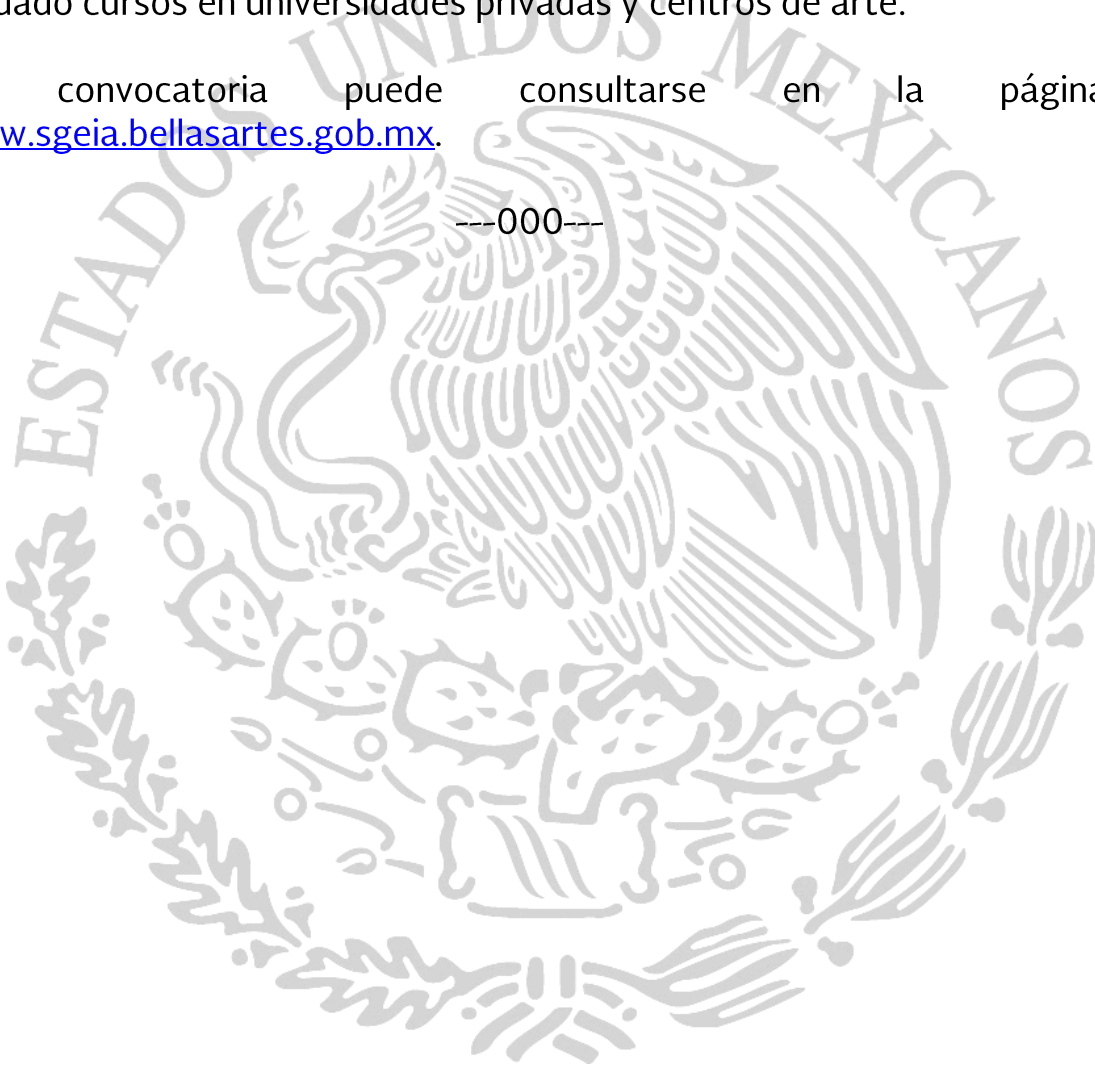 dado cursos en universidades privadas y centros de arte.
convocatoria puede consultarse en la página
w.sgeia.bellasartes.gob.mx.
---000---
ESTADOS UNIDOS MEXICANOS